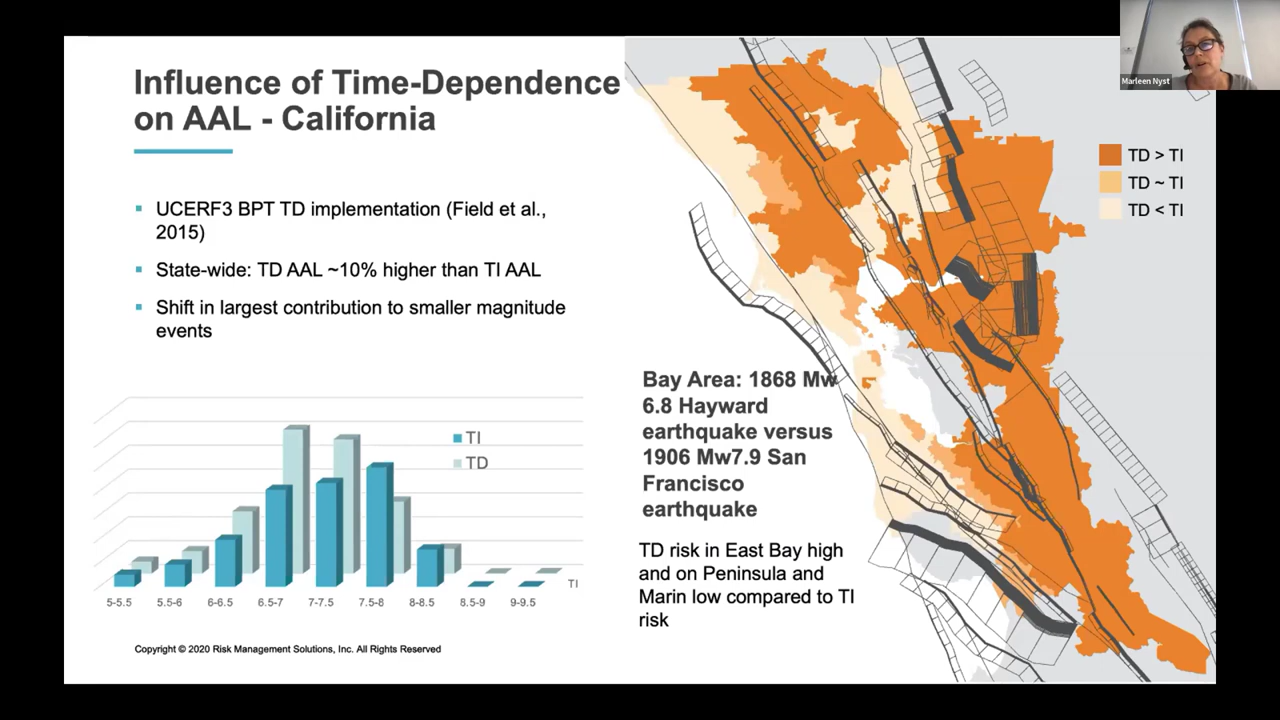 Influence of Time-Dependence
on AAL - California
UCERF3 BPT TD implementation (Field et al.,
2015)
State-wide: TD AAL ~10% higher than TI AAL
Shift in largest contribution to smaller magnitude
events
TI
TD
TI
5-5.5 5.5-6 6-6.5 6.5-7 7-7.5 7.5-8 8-8.5 8.5-9 9-9.5
Copyright © 2020 Risk Management Solutions, Inc. All Rights Reserved
Bay Area: 1868 Mw
6.8 Hayward
earthquake versus
1906 Mw7.9 San
Francisco
earthquake
TD risk in East Bay high
and on Peninsula and
Marin low compared to TI
risk
TD > TI
TD ~ TI
TD < TI
Marleen Nyst